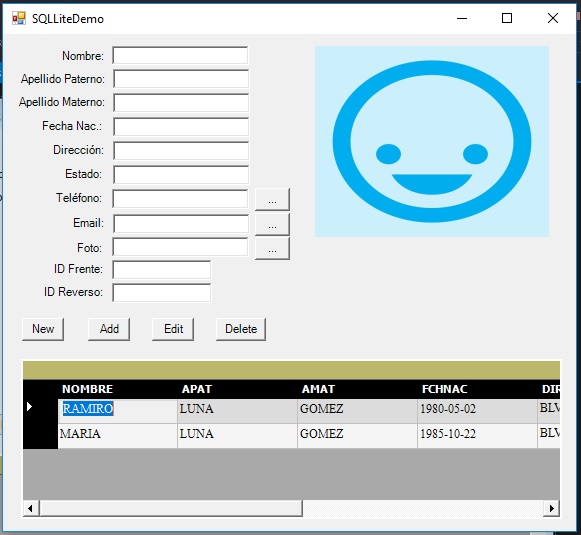 SQLLiteDemo
Nombre:
Apellido Paterno:
Apellido Materno:
Fecha Nac.:
Dirección:
Estado:
Teléfono: ...
Email: ...
Foto: ...
ID Frente:
ID Reverso:
New Add Edit Delete
NOMBRE APAT AMAT FCHNAC DIR
RAMIRO LUNA GOMEZ 1980-05-02 BLV
MARIA LUNA GOMEZ 1985-10-22 BLV